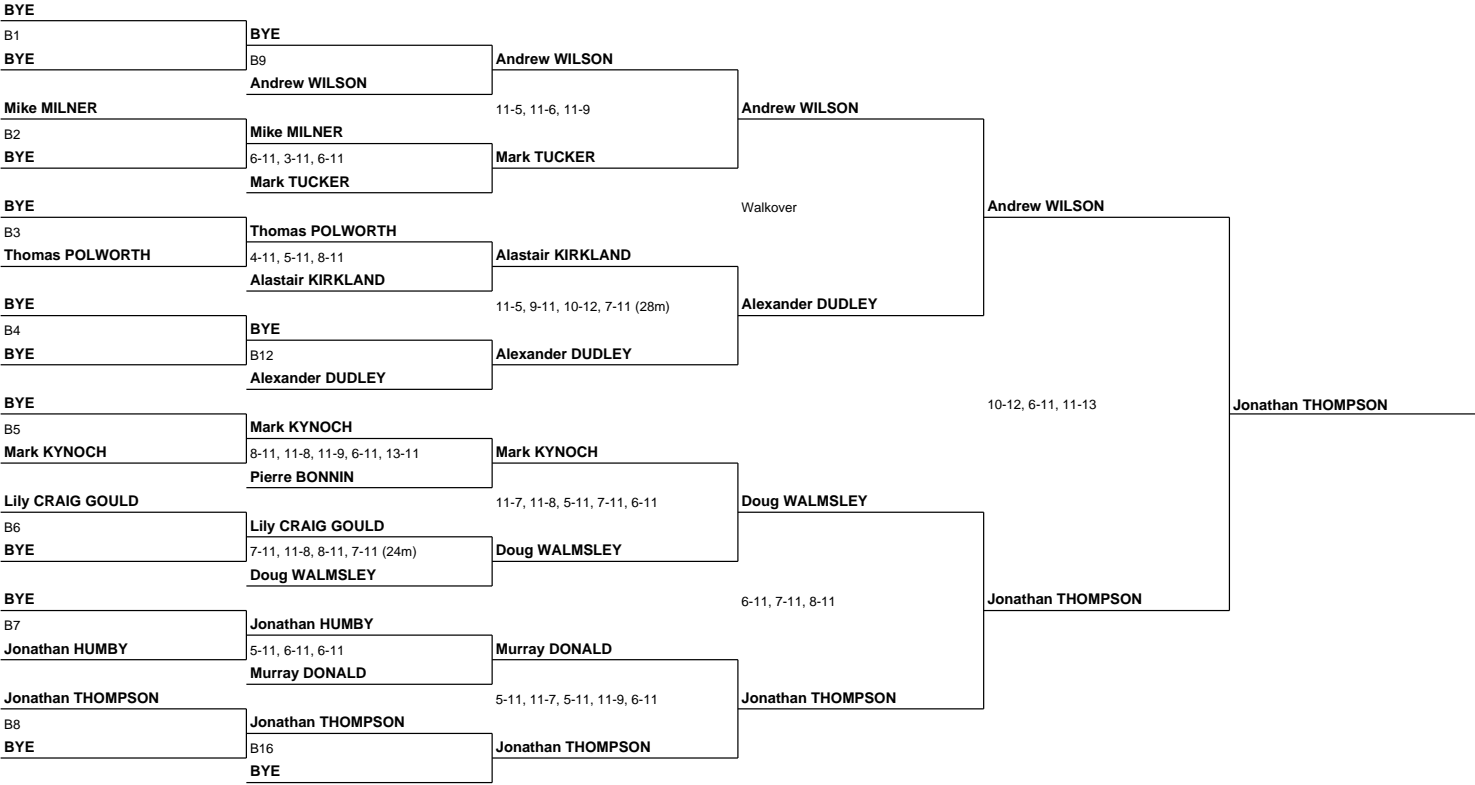 BYE
B1
BYE
Mike MILNER
B2
BYE
BYE
B3
Thomas POLWORTH
BYE
B4
BYE
BYE
B5
Mark KYNOCH
Lily CRAIG GOULD
B6
BYE
BYE
B7
Jonathan HUMBY
Jonathan THOMPSON
B8
BYE
BYE
B9
Andrew WILSON
Mike MILNER
6-11, 3-11, 6-11
Mark TUCKER
Thomas POLWORTH
4-11, 5-11, 8-11
Alastair KIRKLAND
BYE
B12
Alexander DUDLEY
Mark KYNOCH
8-11, 11-8, 11-9, 6-11, 13-11
Pierre BONNIN
Lily CRAIG GOULD
7-11, 11-8, 8-11, 7-11 (24m)
Doug WALMSLEY
Jonathan HUMBY
5-11, 6-11, 6-11
Murray DONALD
Jonathan THOMPSON
B16
BYE
Andrew WILSON
11-5, 11-6, 11-9
Mark TUCKER
Alastair KIRKLAND
11-5, 9-11, 10-12, 7-11 (28m)
Alexander DUDLEY
Mark KYNOCH
11-7, 11-8, 5-11, 7-11, 6-11
Doug WALMSLEY
Murray DONALD
5-11, 11-7, 5-11, 11-9, 6-11
Jonathan THOMPSON
Andrew WILSON
Walkover
Alexander DUDLEY
Doug WALMSLEY
6-11, 7-11, 8-11
Jonathan THOMPSON
Andrew WILSON
10-12, 6-11, 11-13
Jonathan THOMPSON
Jonathan THOMPSON